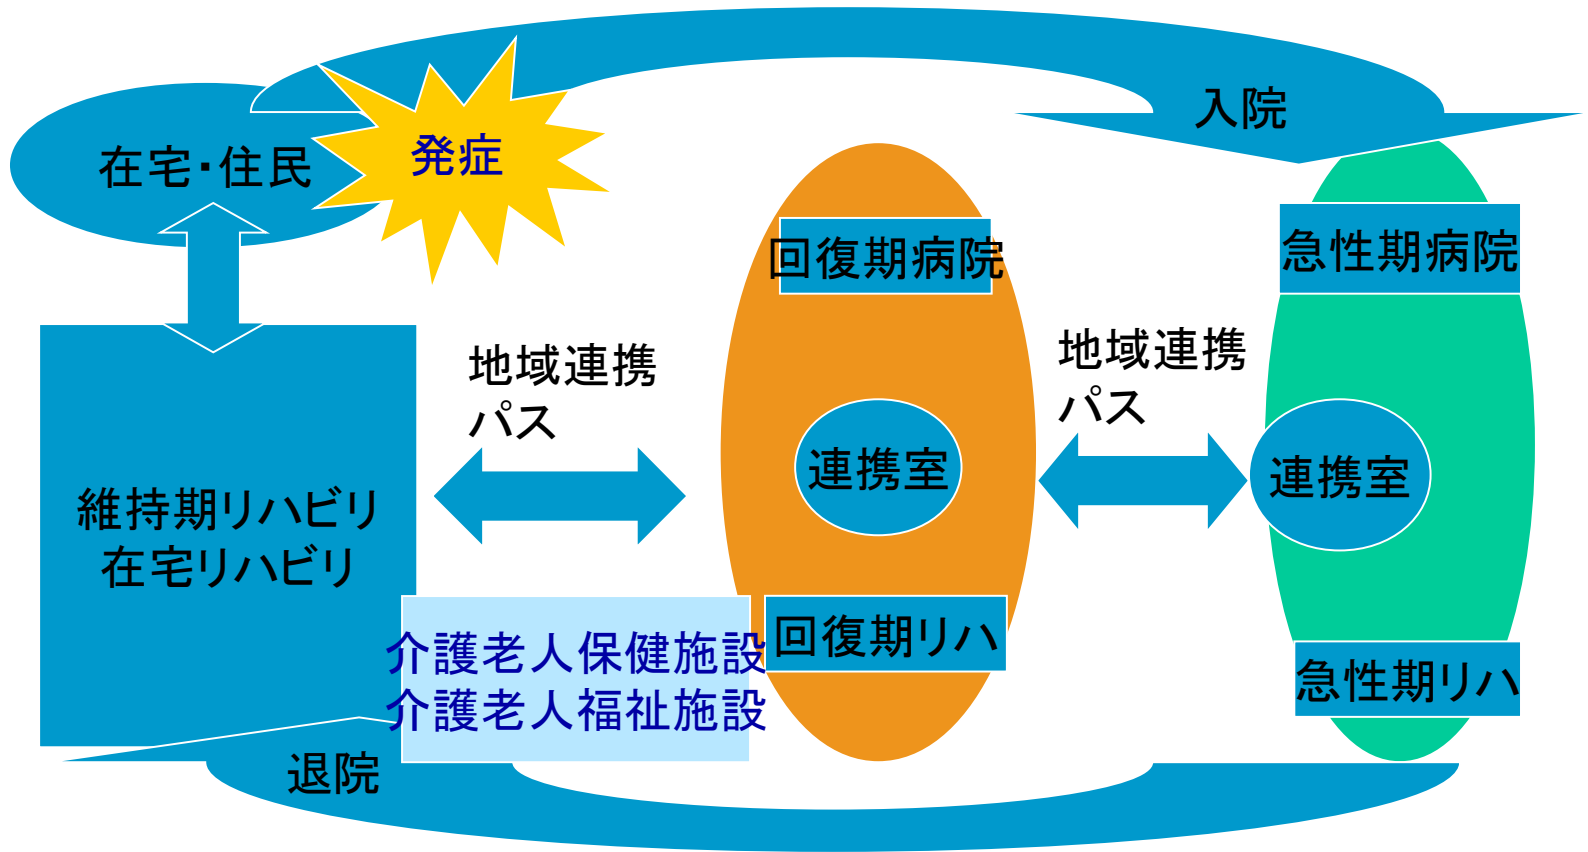 入院
発症
在宅・住民
回復期病院
急性期病院
地域連携
パス
地域連携
パス
連携室
連携室
維持期リハビリ
在宅リハビリ
介護老人保健施設
介護老人福祉施設
回復期リハ
急性期リハ
退院